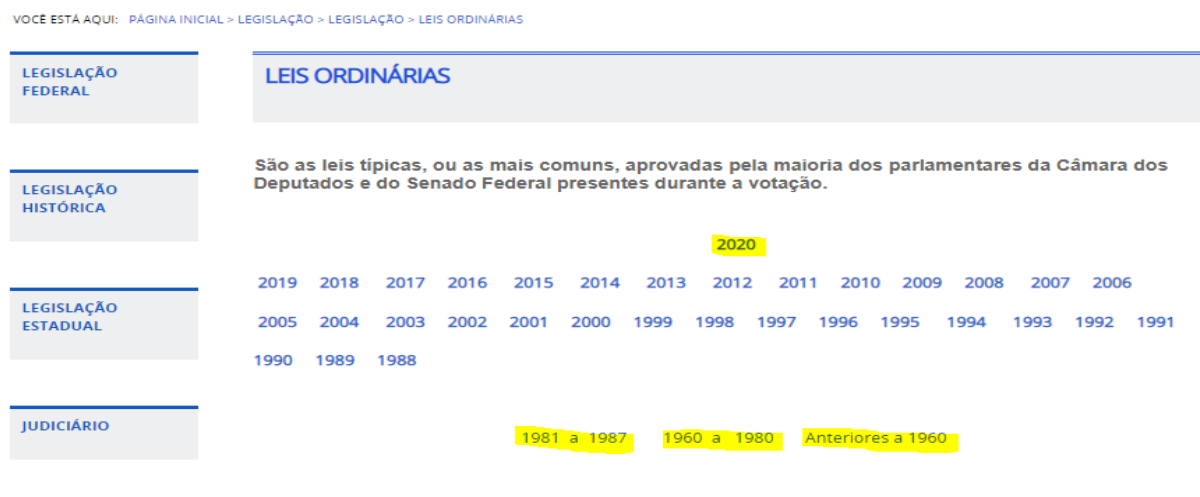 VOCÊ ESTÁ AQUI: PÁGINA INICIAL > LEGISLAÇÃO > LEGISLAÇÃO > LEIS ORDINÁRIAS
LEGISLAÇÃO
FEDERAL
LEGISLAÇÃO
HISTÓRICA
LEGISLAÇÃO
ESTADUAL
JUDICIÁRIO
LEIS ORDINÁRIAS
São as leis típicas, ou as mais comuns, aprovadas pela maioria dos parlamentares da Câmara dos
Deputados e do Senado Federal presentes durante a votação.
2020
2019 2018 2017 2016 2015 2014 2013 2012 2011 2010 2009 2008 2007 2006
2005 2004 2003 2002 2001 2000 1999 1998 1997 1996 1995 1994 1993 1992 1991
1990 1989 1988
1981 a 1987 1960 a 1980 Anteriores a 1960